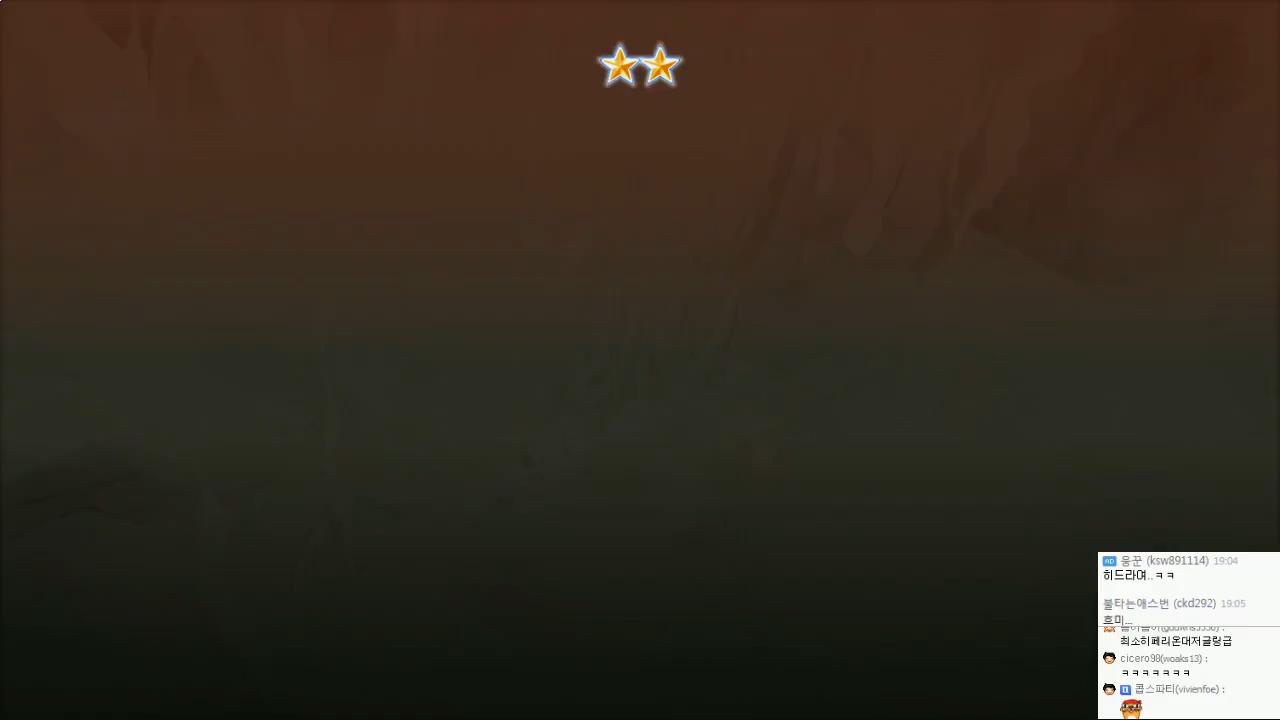 AD 웅꾼 (ksw891114) 19:04
히드라며..ㅋㅋ
불타는애스번 (ckd292) 19:05
흐미...
최소히페리온대저글링급
cicero98(woaks13) :
ㅋㅋㅋㅋㅋㅋㅋ
콥스파티(vivienfoe) :